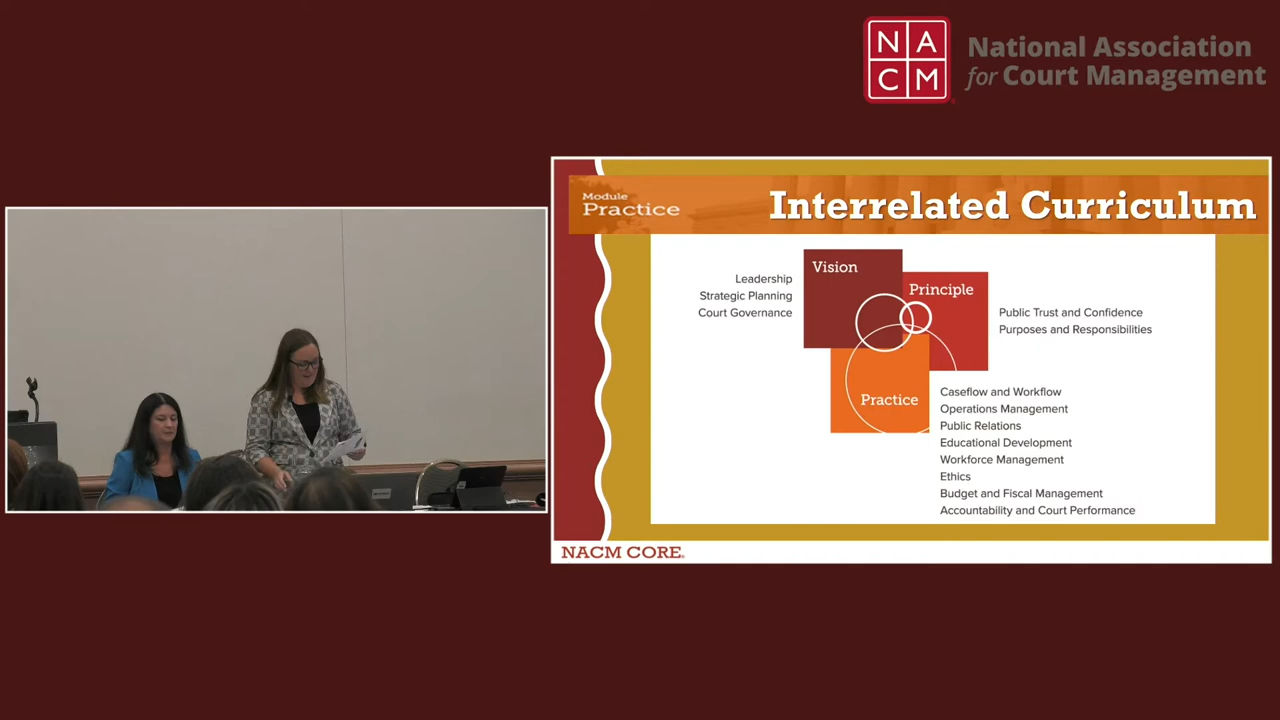 NACM
National Association
for Court Management
Module
Practice
Interrelated Curriculum
Vision
Leadership
Strategic Planning
Court Governance
Principle
Public Trust and Confidence
Purposes and Responsibilities
Practice
Caseflow and Workflow
Operations Management
Public Relations
Educational Development
Workforce Management
Ethics
Budget and Fiscal Management
Accountability and Court Performance
NACM CORE®